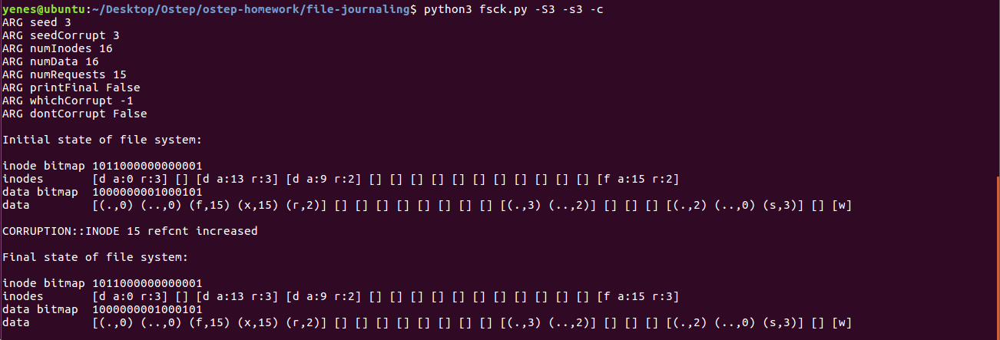 yenes@ubuntu:~/Desktop/Ostep/ostep-homework/file-journaling$ python3 fsck.py -S3 -s3 -c
ARG seed 3
ARG seedCorrupt 3
ARG numInodes 16
ARG numData 16
ARG numRequests 15
ARG printFinal False
ARG whichCorrupt -1
ARG dontCorrupt False
Initial state of file system:
inode bitmap 1011000000000001
inodes       [d a:0 r:3] [] [d a:13 r:3] [d a:9 r:2] [] [] [] [] [] [] [] [] [] [] [] [f a:15 r:2]
data bitmap  1000000001000101
data         [(.,0) (..,0) (f,15) (x,15) (r,2)] [] [] [] [] [] [] [] [] [(.,3) (..,2)] [] [] [] [(.,2) (..,0) (s,3)] [] [w]
CORRUPTION::INODE 15 refcnt increased
Final state of file system:
inode bitmap 1011000000000001
inodes       [d a:0 r:3] [] [d a:13 r:3] [d a:9 r:2] [] [] [] [] [] [] [] [] [] [] [] [f a:15 r:3]
data bitmap  1000000001000101
data         [(.,0) (..,0) (f,15) (x,15) (r,2)] [] [] [] [] [] [] [] [] [(.,3) (..,2)] [] [] [] [(.,2) (..,0) (s,3)] [] [w]